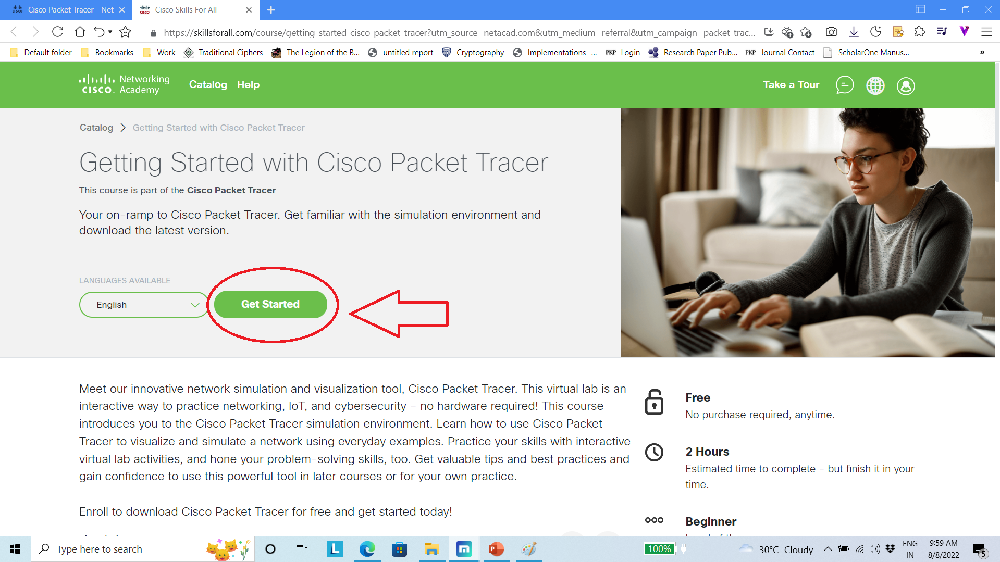 Cisco Packet Tracer - Net
Cisco Skills For All
https://skillsforall.com/course/getting-started-cisco-packet-tracer?utm_source=netacad.com&utm_medium=referral&utm_campaign=packet-trac...
Default folder
Bookmarks
Work
Traditional Ciphers
The Legion of the B...
untitled report
Cryptography
Implementations -...
PKP Login
Research Paper Pub...
PKP Journal Contact
ScholarOne Manus...
»
CISCO Networking Academy
Catalog
Help
Take a Tour
Catalog > Getting Started with Cisco Packet Tracer
Getting Started with Cisco Packet Tracer
This course is part of the Cisco Packet Tracer
Your on-ramp to Cisco Packet Tracer. Get familiar with the simulation environment and
download the latest version.
LANGUAGES AVAILABLE
English
Get Started
Meet our innovative network simulation and visualization tool, Cisco Packet Tracer. This virtual lab is an
interactive way to practice networking, IoT, and cybersecurity – no hardware required! This course
introduces you to the Cisco Packet Tracer simulation environment. Learn how to use Cisco Packet
Tracer to visualize and simulate a network using everyday examples. Practice your skills with interactive
virtual lab activities, and hone your problem-solving skills, too. Get valuable tips and best practices and
gain confidence to use this powerful tool in later courses or for your own practice.
Enroll to download Cisco Packet Tracer for free and get started today!
Free
No purchase required, anytime.
2 Hours
Estimated time to complete - but finish it in your
time.
Beginner
Type here to search
L
P
100%
30°C Cloudy
ENG
IN
9:59 AM
8/8/2022
5